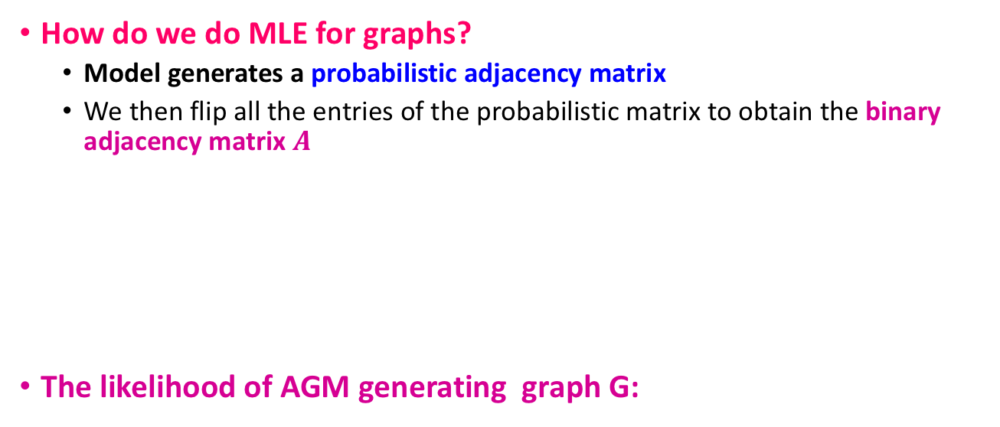 • How do we do MLE for graphs?
• Model generates a probabilistic adjacency matrix
• We then flip all the entries of the probabilistic matrix to obtain the binary
adjacency matrix A
• The likelihood of AGM generating  graph G: